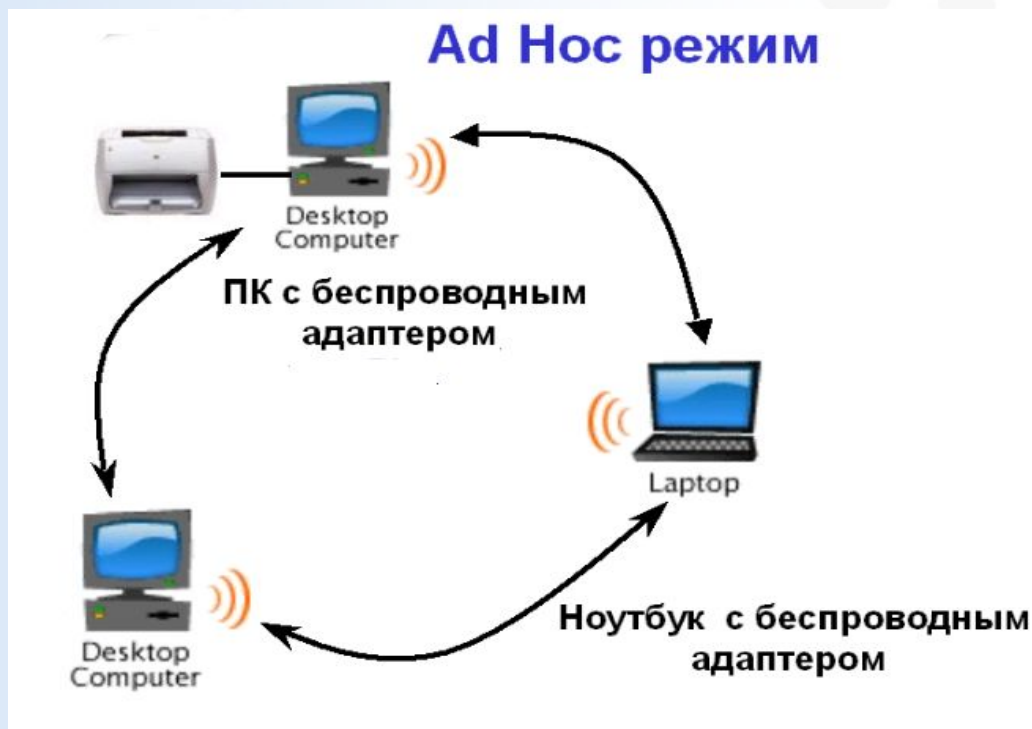 Ad Hoc режим
Desktop
Computer
ПК с беспроводным
адаптером
Laptop
Desktop
Computer
Ноутбук с беспроводным
адаптером